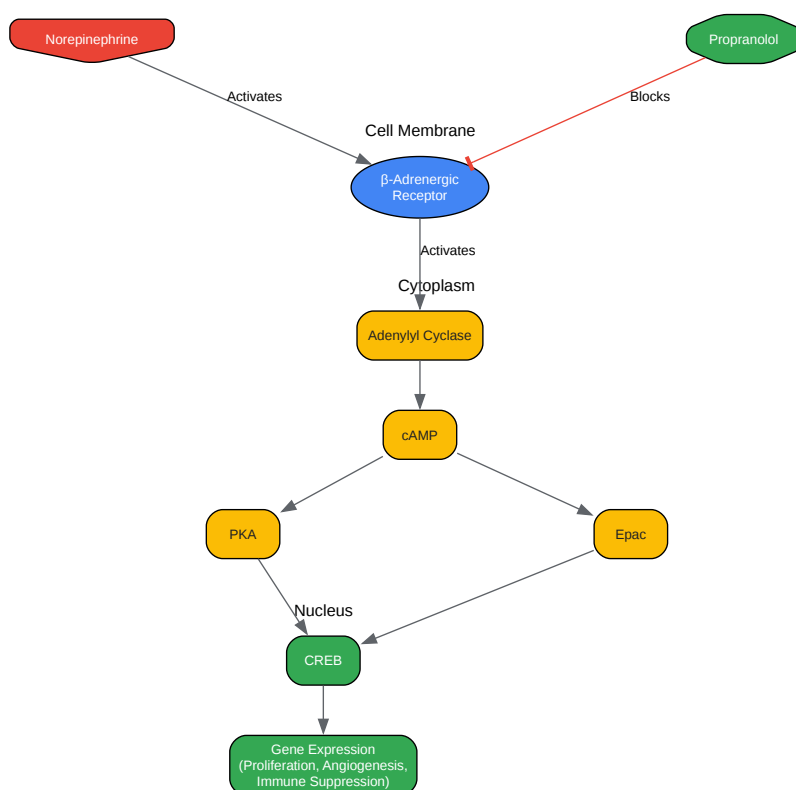 Norepinephrine
Propranolol
Activates
Blocks
Cell Membrane
β-Adrenergic
Receptor
Activates
Cytoplasm
Adenylyl Cyclase
cAMP
PKA
Epac
Nucleus
CREB
Gene Expression
(Proliferation, Angiogenesis,
Immune Suppression)